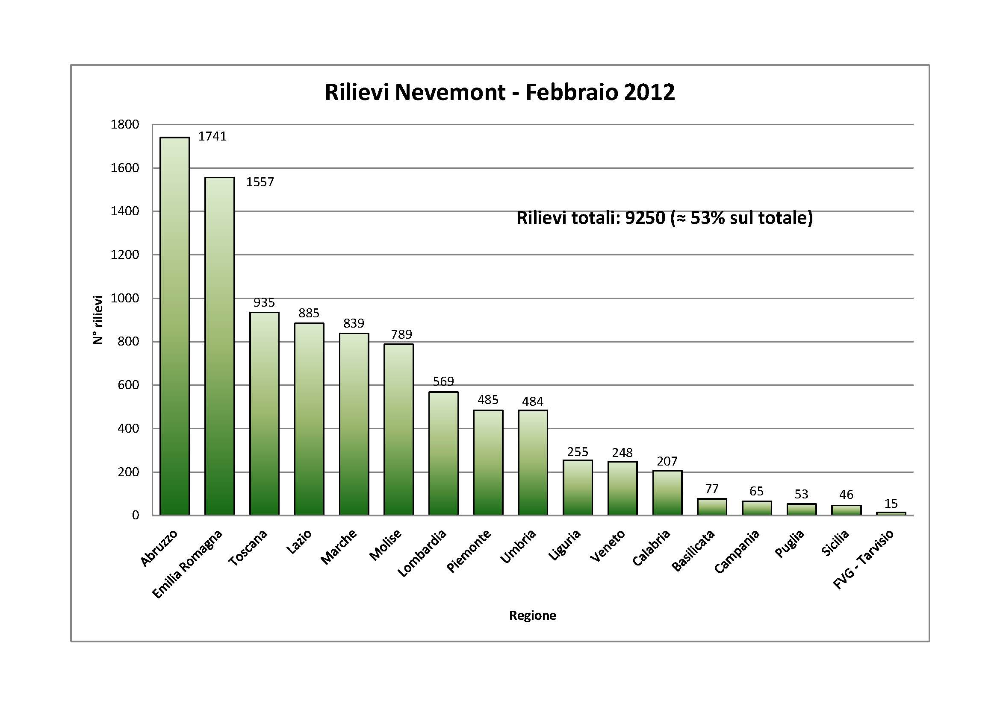 Rilievi Nevemont - Febbraio 2012
1800
1741
1600
1557
1400
Rilievi totali: 9250 (≈ 53% sul totale)
1200
1000
935
885
839
800
789
600
569
485
484
400
255
248
207
200
77
65
53
46
15
0
N° rilievi
Abruzzo
Emilia Romagna
Toscana
Lazio
Marche
Molise
Lombardia
Piemonte
Umbria
Liguria
Veneto
Calabria
Basilicata
Campania
Puglia
Sicilia
FVG - Tarvisio
Regione